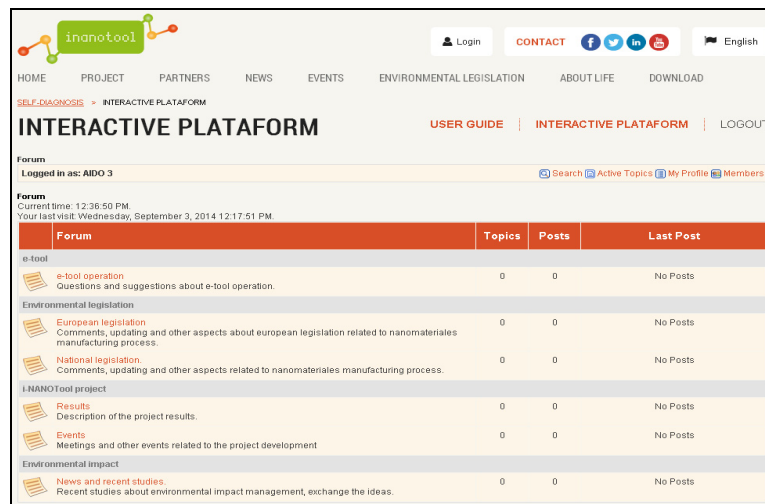 inanotool
Login
CONTACT
English
HOME PROJECT PARTNERS NEWS EVENTS ENVIRONMENTAL LEGISLATION ABOUT LIFE DOWNLOAD
SELF-DIAGNOSIS > INTERACTIVE PLATAFORM
INTERACTIVE PLATAFORM
USER GUIDE | INTERACTIVE PLATAFORM | LOGOUT
Forum
Logged in as: AIDO 3
Search Active Topics My Profile Members
Forum
Current time: 12:36:50 PM.
Your last visit: Wednesday, September 3, 2014 12:17:51 PM.
Forum Topics Posts Last Post
e-tool
e-tool operation 0 0 No Posts
Questions and suggestions about e-tool operation.
Environmental legislation
European legislation 0 0 No Posts
Comments, updating and other aspects about european legislation related to nanomateriales
manufacturing process.
National legislation. 0 0 No Posts
Comments, updating and other aspects related to nanomateriales manufacturing process.
i-NANOTool project
Results 0 0 No Posts
Description of the project results.
Events 0 0 No Posts
Meetings and other events related to the project development
Environmental impact
News and recent studies. 0 0 No Posts
Recent studies about environmental impact management, exchange the ideas.